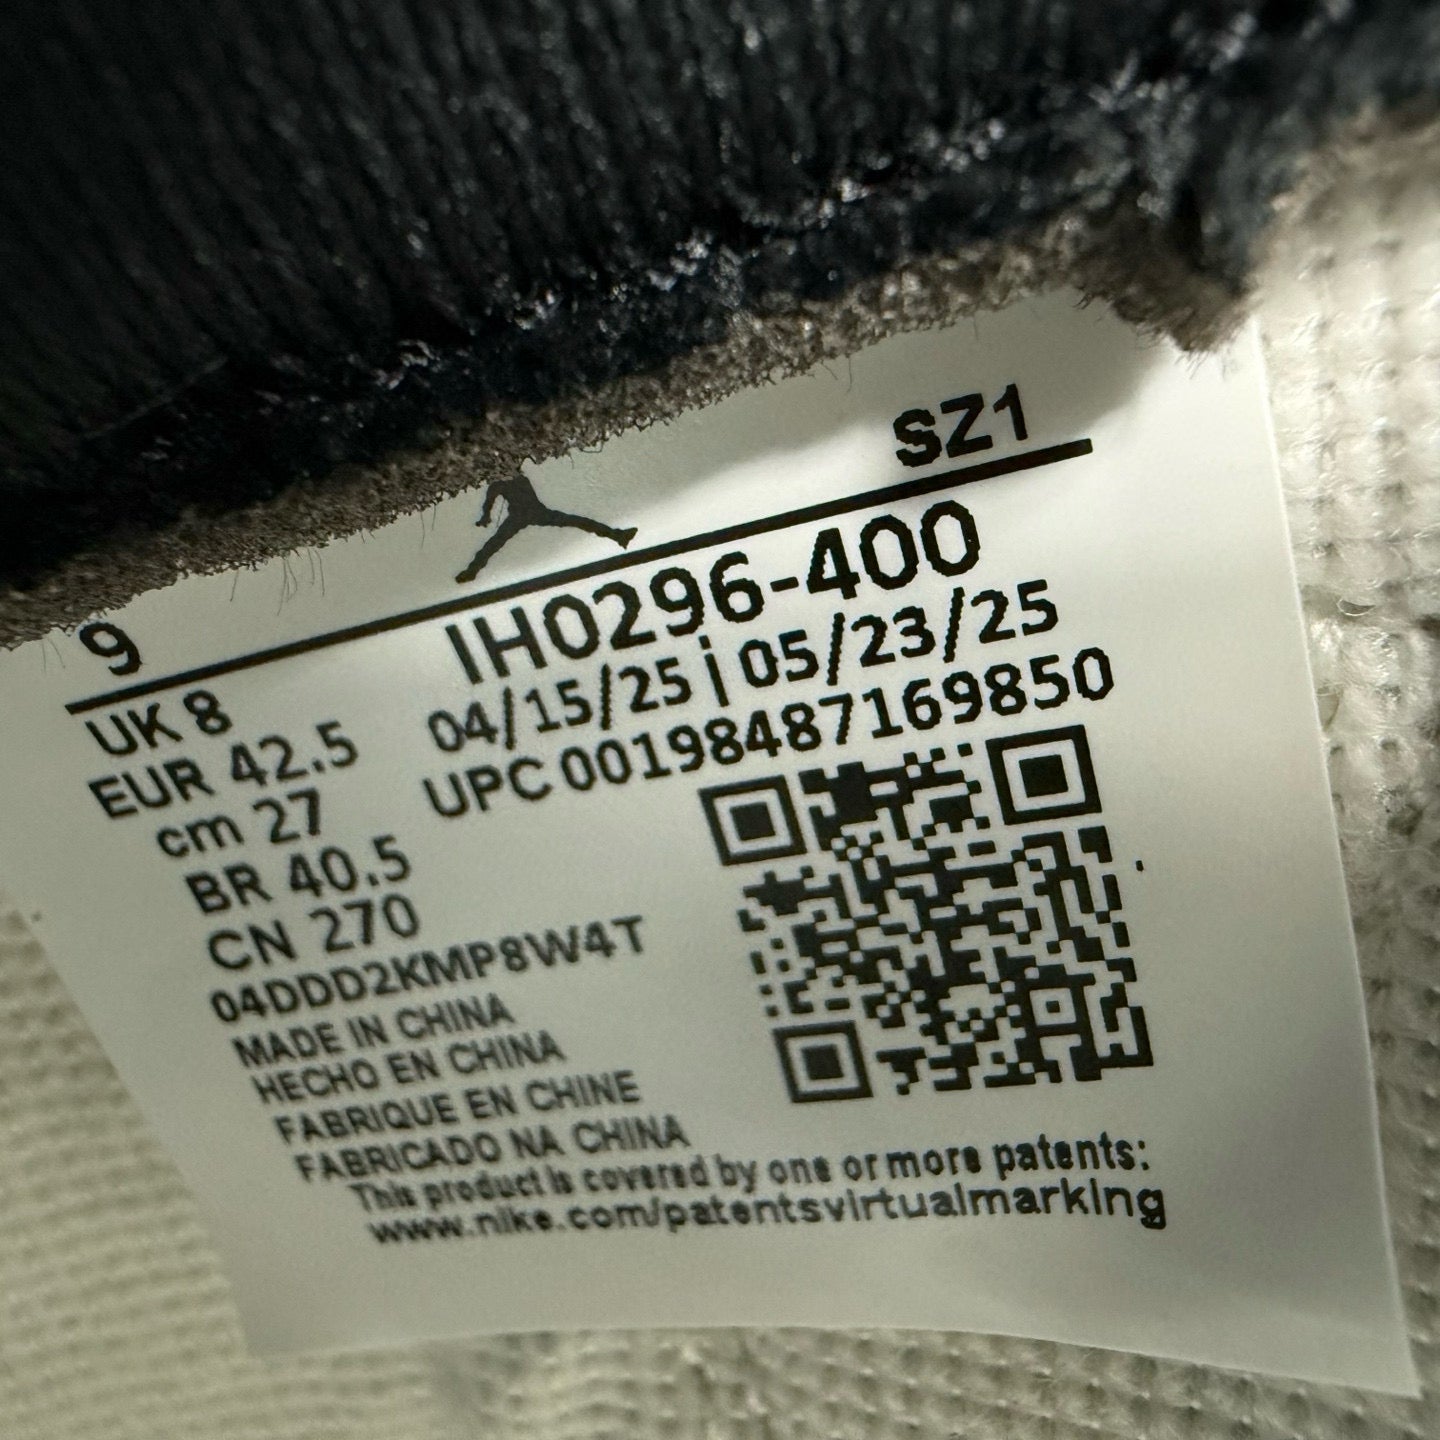 SZ1
9
IH0296-400
04/15/25 | 05/23/25
UPC 00198487169850
UK 8
EUR 42.5
cm 27
BR 40.5
CN 270
04DDD2KMP8W4T
MADE IN CHINA
HECHO EN CHINA
FABRIQUE EN CHINE
FABRICADO NA CHINA
This product is covered by one or more patents:
www.nike.com/patentsvirtualmarking